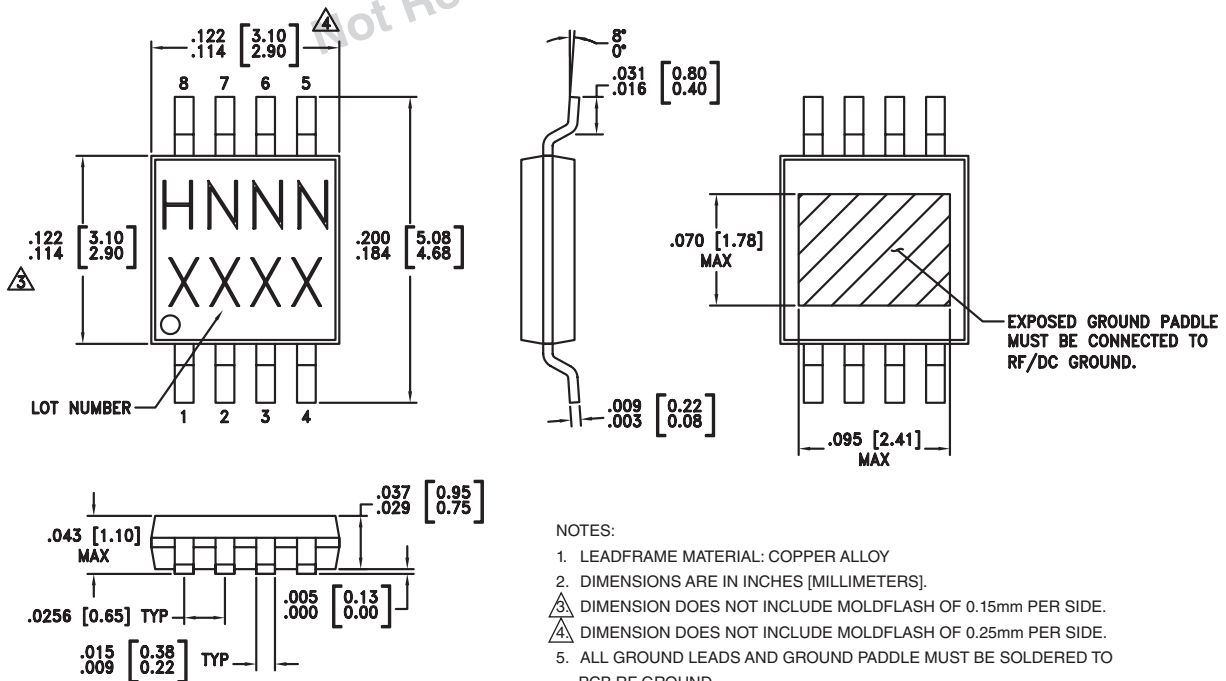 Not Re
.122 [3.10] 4
.114 [2.90]
8 7 6 5
HNNN
XXXX
.122 [3.10]
.114 [2.90]
3
.200 [5.08]
.184 [4.68]
LOT NUMBER
1 2 3 4
8°
0°
.031 [0.80]
.016 [0.40]
.009 [0.22]
.003 [0.08]
.070 [1.78]
MAX
EXPOSED GROUND PADDLE
MUST BE CONNECTED TO
RF/DC GROUND.
.095 [2.41]
MAX
.037 [0.95]
.029 [0.75]
.043 [1.10]
MAX
.0256 [0.65] TYP
.005 [0.13]
.000 [0.00]
.015 [0.38] TYP
.009 [0.22]
NOTES:
1. LEADFRAME MATERIAL: COPPER ALLOY
2. DIMENSIONS ARE IN INCHES [MILLIMETERS].
3. DIMENSION DOES NOT INCLUDE MOLDFLASH OF 0.15mm PER SIDE.
4. DIMENSION DOES NOT INCLUDE MOLDFLASH OF 0.25mm PER SIDE.
5. ALL GROUND LEADS AND GROUND PADDLE MUST BE SOLDERED TO
PCB RF GROUND.